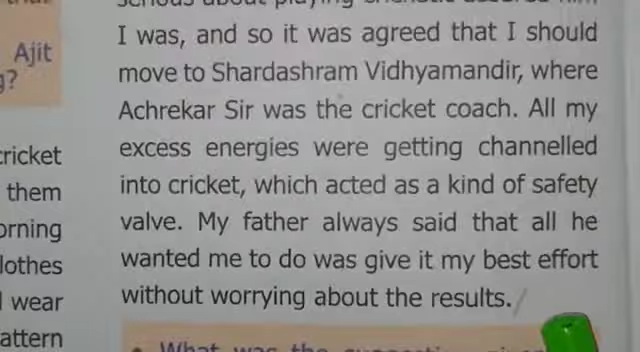 Ajit
g?
cricket
them
orning
lothes
wear
attern
serious about playing
I was, and so it was agreed that I should
move to Shardashram Vidhyamandir, where
Achrekar Sir was the cricket coach. All my
excess energies were getting channelled
into cricket, which acted as a kind of safety
valve. My father always said that all he
wanted me to do was give it my best effort
without worrying about the results.
What was the